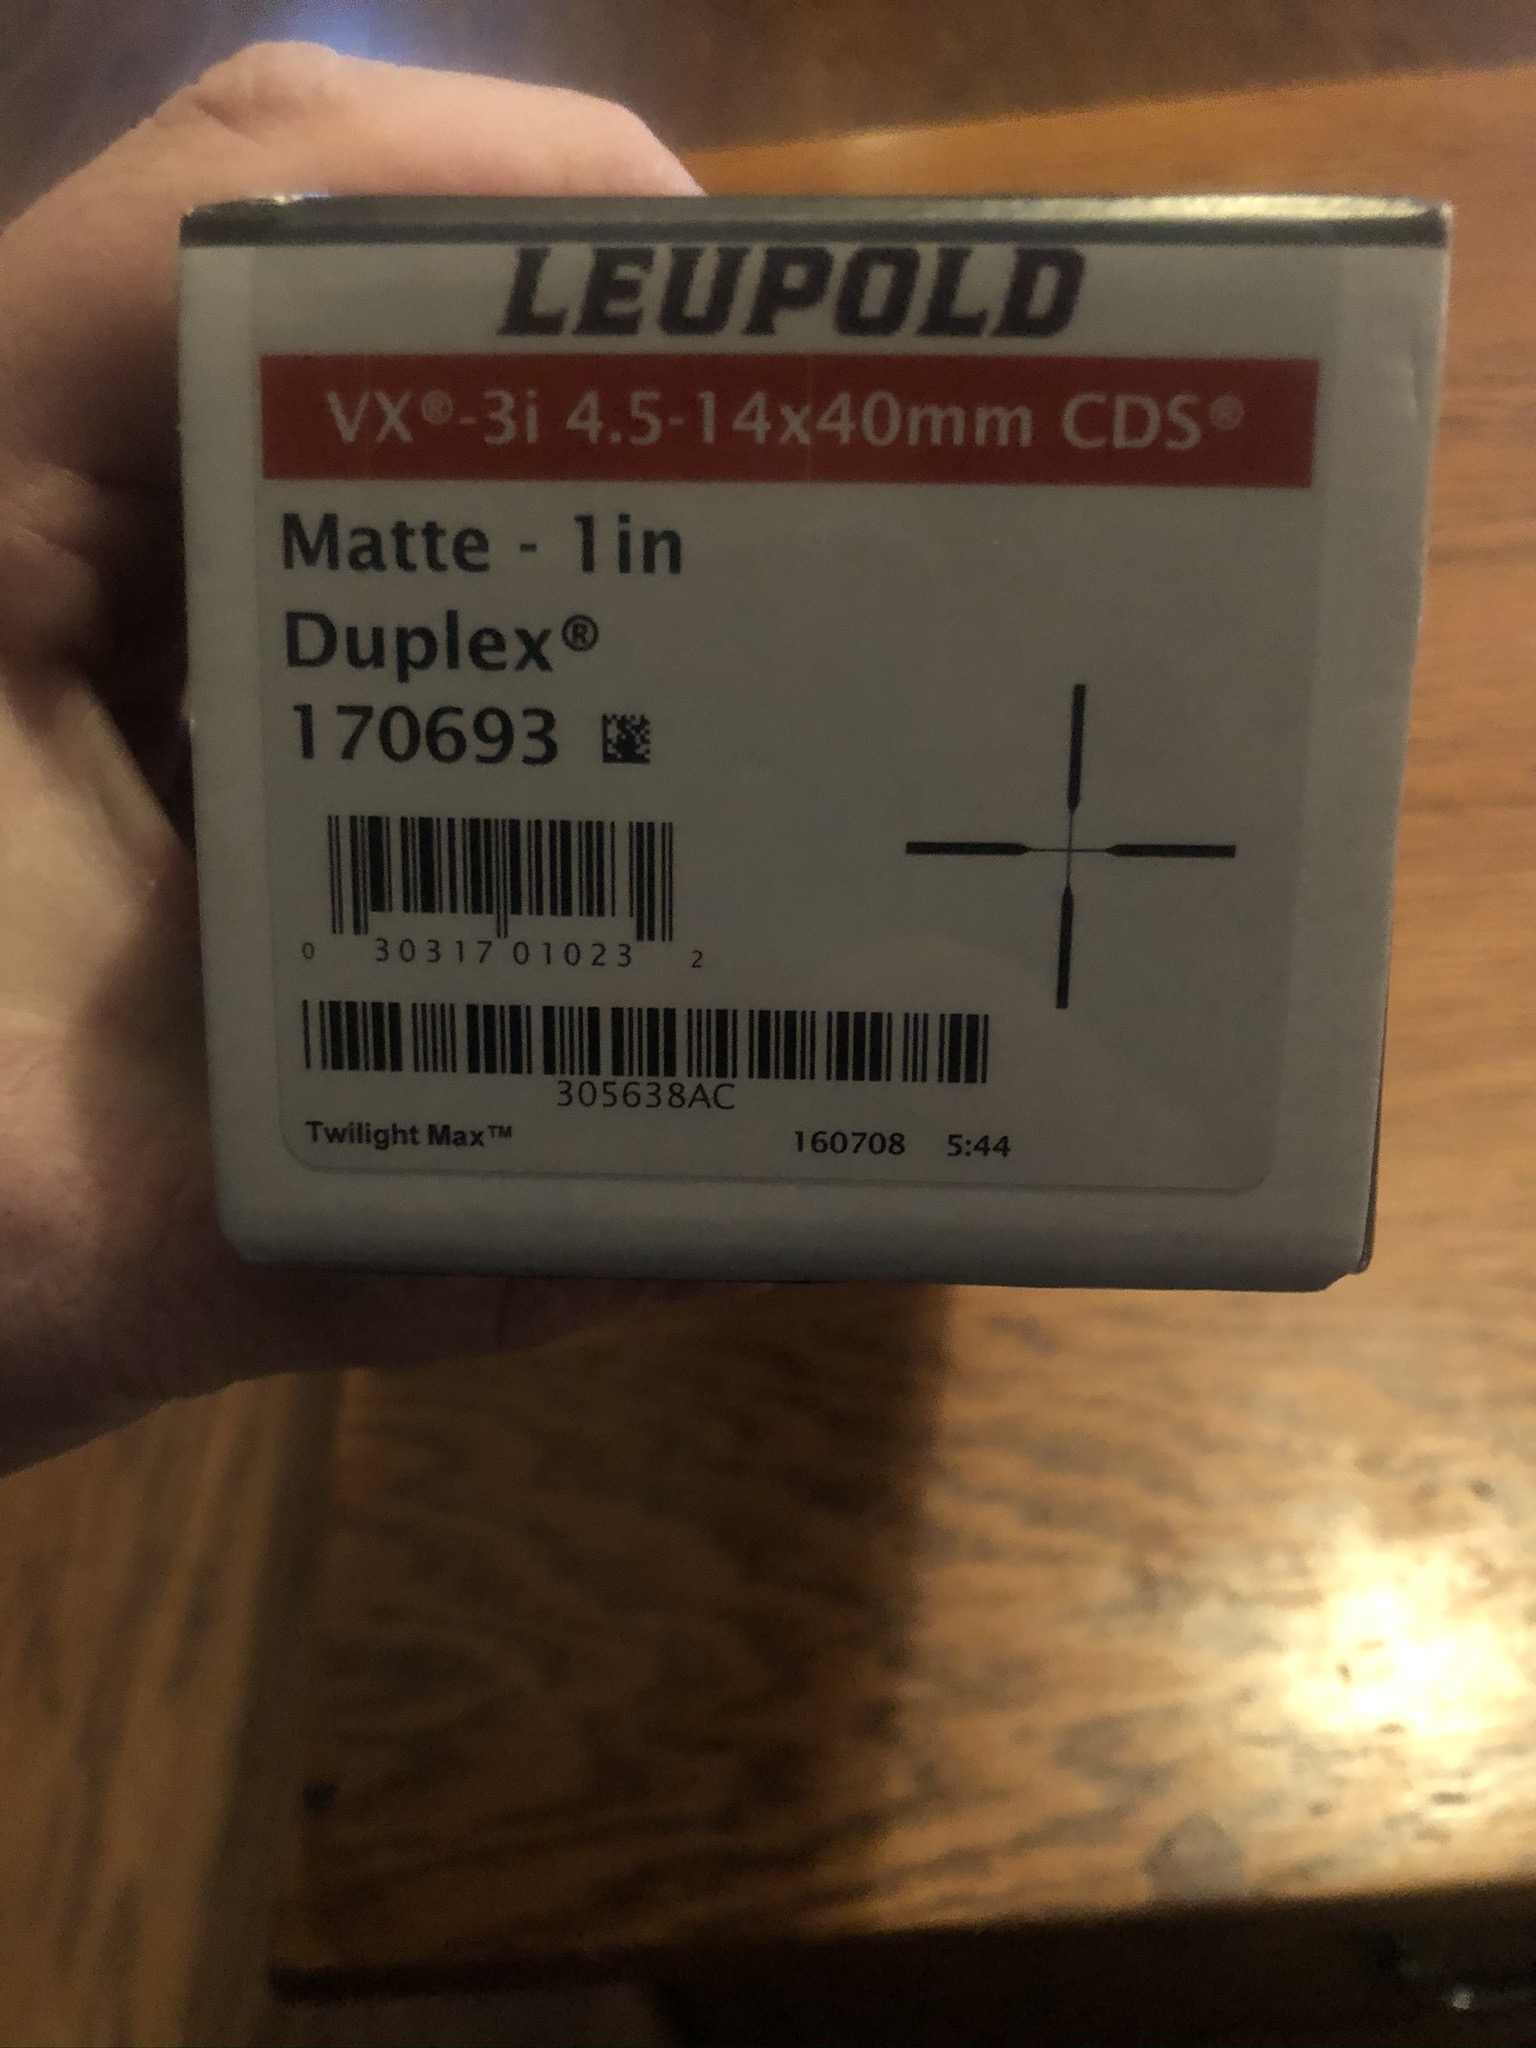 LEUPOLD
VX®-3i 4.5-14x40mm CDS®
Matte - 1in
Duplex®
170693
0 30317 01023 2
305638AC
Twilight Max™ 160708 5:44